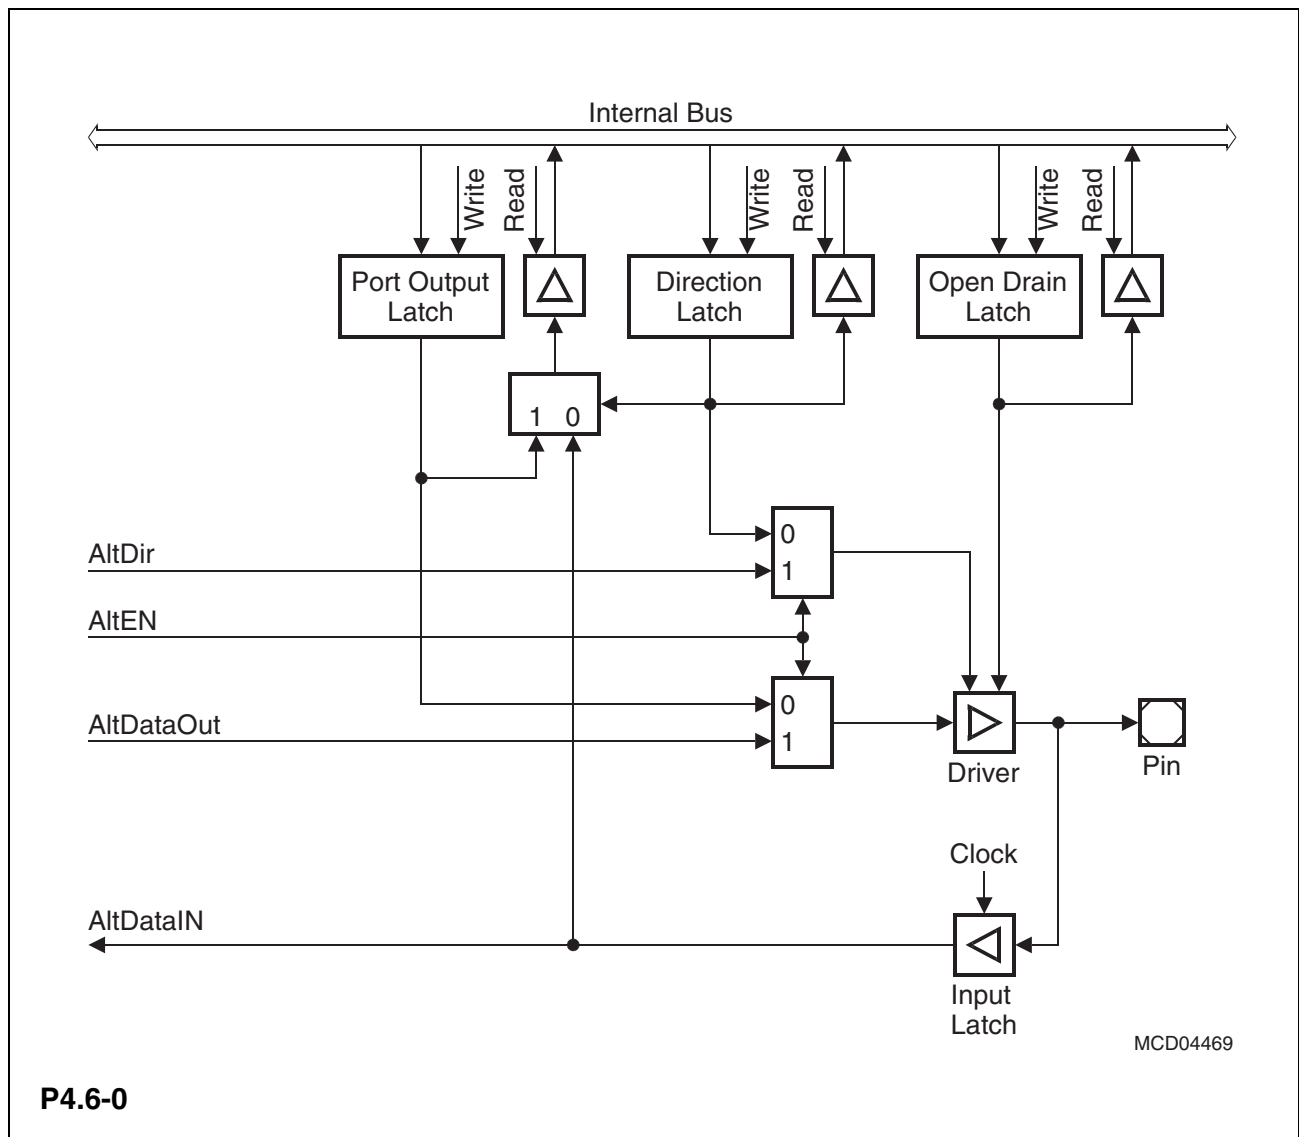 Internal Bus
Write
Read
Write
Read
Write
Read
Port Output
Latch
Direction
Latch
Open Drain
Latch
1 0
AltDir
0
1
AltEN
AltDataOut
0
1
Driver
Pin
Clock
AltDataIN
Input
Latch
MCD04469
P4.6-0